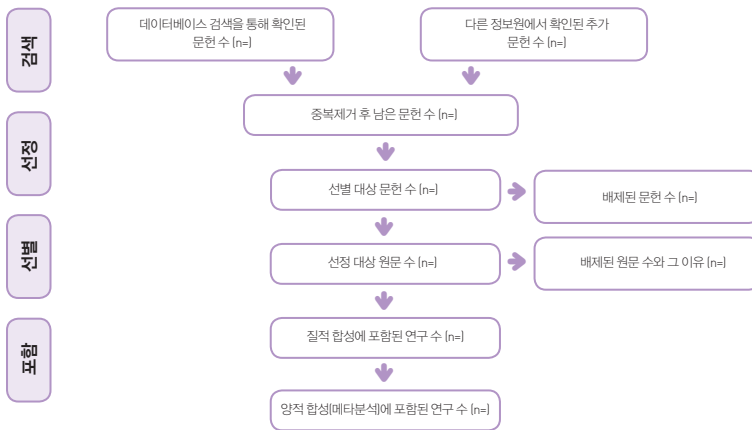 검색
데이터베이스 검색을 통해 확인된
문헌 수 (n=)
다른 정보원에서 확인된 추가
문헌 수 (n=)
중복제거 후 남은 문헌 수 (n=)
선정
선별 대상 문헌 수 (n=)
배제된 문헌 수 (n=)
선별
선정 대상 원문 수 (n=)
배제된 원문 수와 그 이유 (n=)
포함
질적 합성에 포함된 연구 수 (n=)
양적 합성(메타분석)에 포함된 연구 수 (n=)